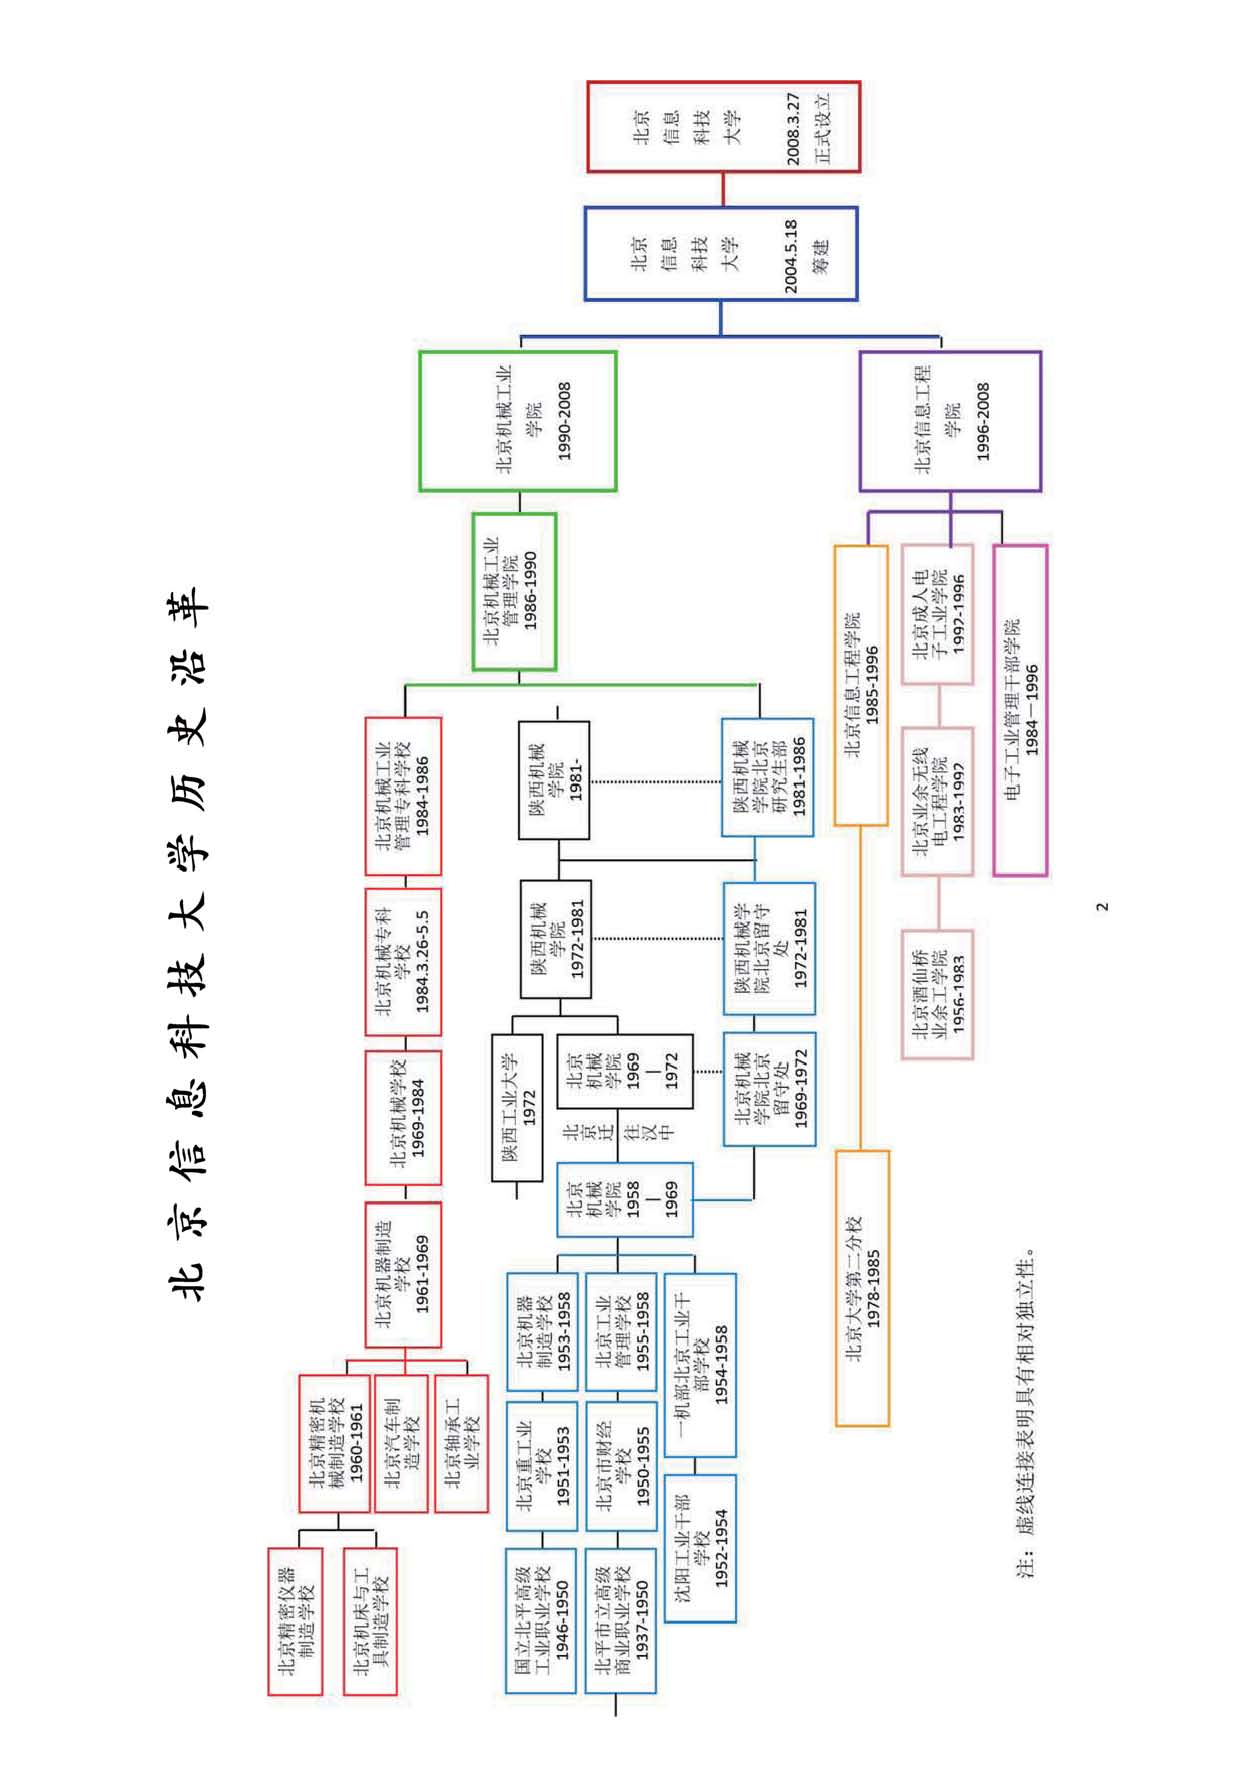 北京信息科技大学历史沿革
北京精密仪器
制造学校
北京机床与工
具制造学校
北京精密机
械制造学校
1960-1961
北京汽车制
造学校
北京轴承工
业学校
北京机器制造
学校
1961-1969
北京机械学校
1969-1984
北京机械专科
学校
1984.3.26-5.5
北京机械工业
管理专科学校
1984-1986
国立北平高级
工业职业学校
1946-1950
北京重工业
学校
1951-1953
北京机器
制造学校
1953-1958
北平市立高级
商业职业学校
1937-1950
北京市财经
学校
1950-1955
北京工业
管理学校
1955-1958
沈阳工业干部
学校
1952-1954
一机部北京工业干
部学校
1954-1958
北京
机械
学院
1958
—
1969
北
京
迁
往
汉
中
陕西工业大学
1972
北京
机械
学院
1969
—
1972
北京机械
学院北京
留守处
1969-1972
陕西机械
学院
1972-1981
陕西机械学
院北京留守
处
1972-1981
陕西机械
学院
1981-
陕西机械
学院北京
研究生部
1981-1986
北京机械工业
管理学院
1986-1990
北京机械工业
学院
1990-2008
北京大学第二分校
1978-1985
北京信息工程学院
1985-1996
北京酒仙桥
业余工学院
1956-1983
北京业余无线
电工程学院
1983-1992
北京成人电
子工业学院
1992-1996
电子工业管理干部学院
1984—1996
北京信息工程
学院
1996-2008
北京
信息
科技
大学
2004.5.18
筹建
北京
信息
科技
大学
2008.3.27
正式设立
注：虚线连接表明具有相对独立性。
2